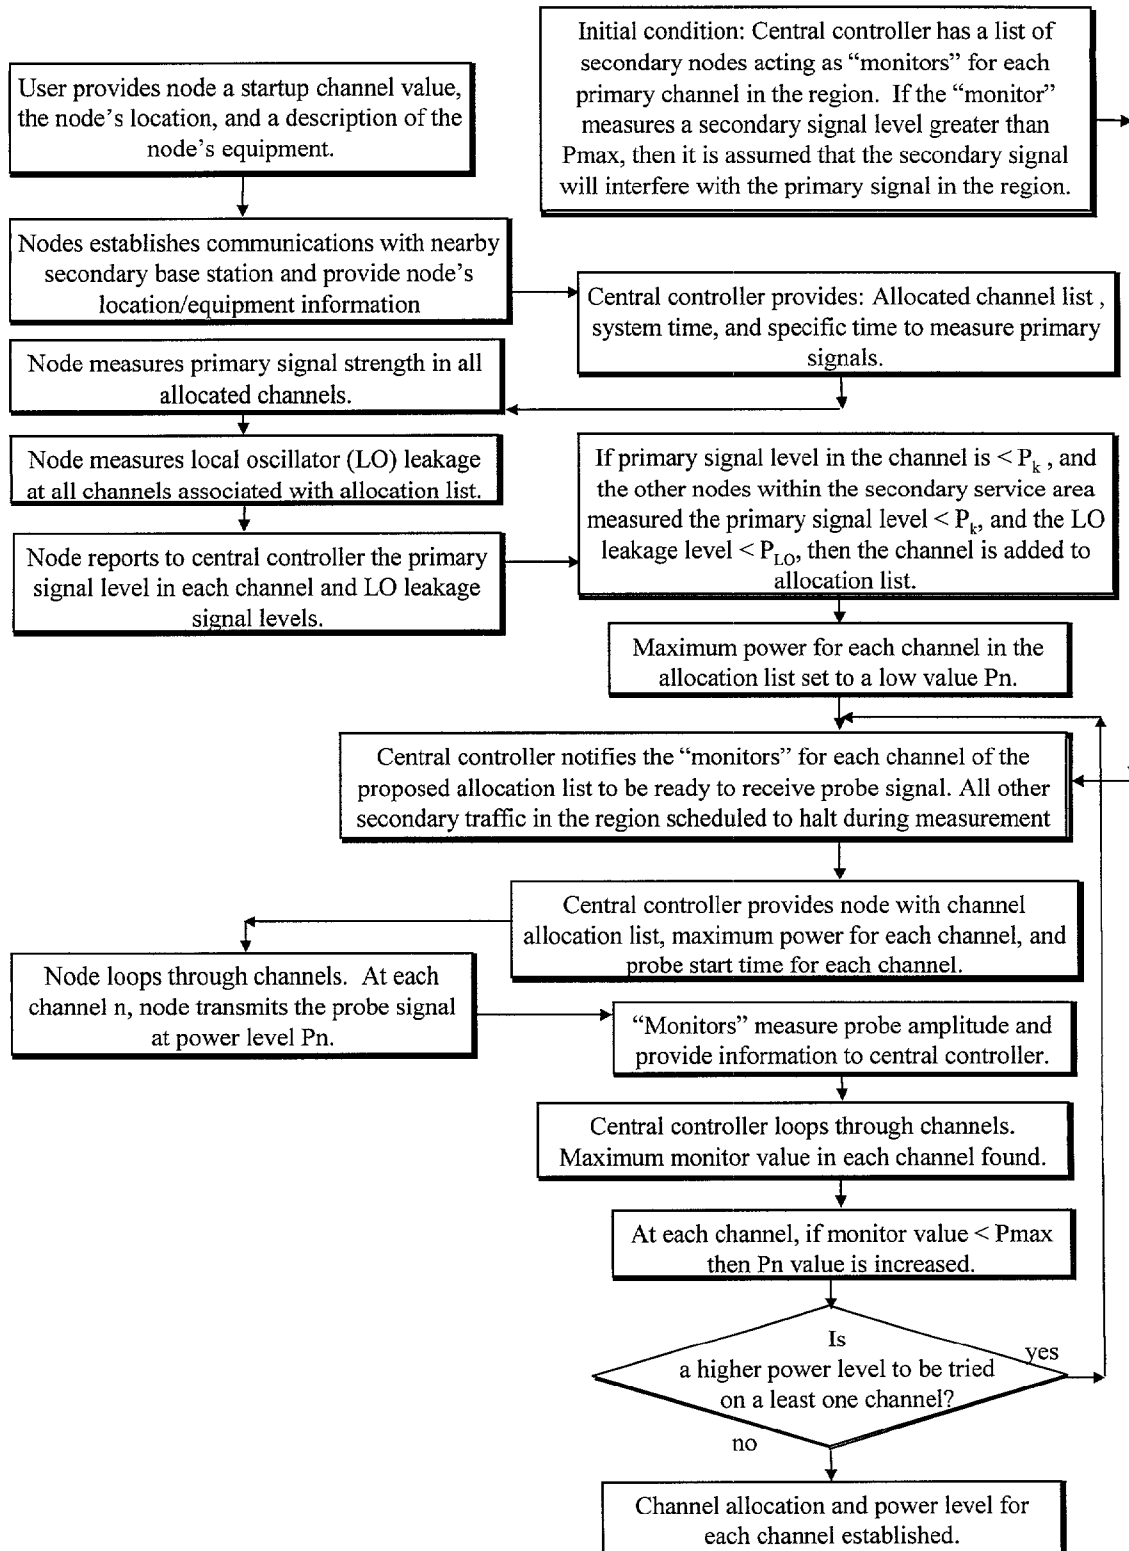 Initial condition: Central controller has a list of
secondary nodes acting as “monitors” for each
primary channel in the region. If the “monitor”
measures a secondary signal level greater than
Pmax, then it is assumed that the secondary signal
will interfere with the primary signal in the region.
User provides node a startup channel value,
the node’s location, and a description of the
node’s equipment.
Nodes establishes communications with nearby
secondary base station and provide node’s
location/equipment information
Central controller provides: Allocated channel list ,
system time, and specific time to measure primary
signals.
Node measures primary signal strength in all
allocated channels.
Node measures local oscillator (LO) leakage
at all channels associated with allocation list.
Node reports to central controller the primary
signal level in each channel and LO leakage
signal levels.
If primary signal level in the channel is < Pk , and
the other nodes within the secondary service area
measured the primary signal level < Pk, and the LO
leakage level < PLO, then the channel is added to
allocation list.
Maximum power for each channel in the
allocation list set to a low value Pn.
Central controller notifies the “monitors” for each channel of the
proposed allocation list to be ready to receive probe signal. All other
secondary traffic in the region scheduled to halt during measurement
Central controller provides node with channel
allocation list, maximum power for each channel, and
probe start time for each channel.
Node loops through channels. At each
channel n, node transmits the probe signal
at power level Pn.
“Monitors” measure probe amplitude and
provide information to central controller.
Central controller loops through channels.
Maximum monitor value in each channel found.
At each channel, if monitor value < Pmax
then Pn value is increased.
Is
a higher power level to be tried
on a least one channel?
yes
no
Channel allocation and power level for
each channel established.